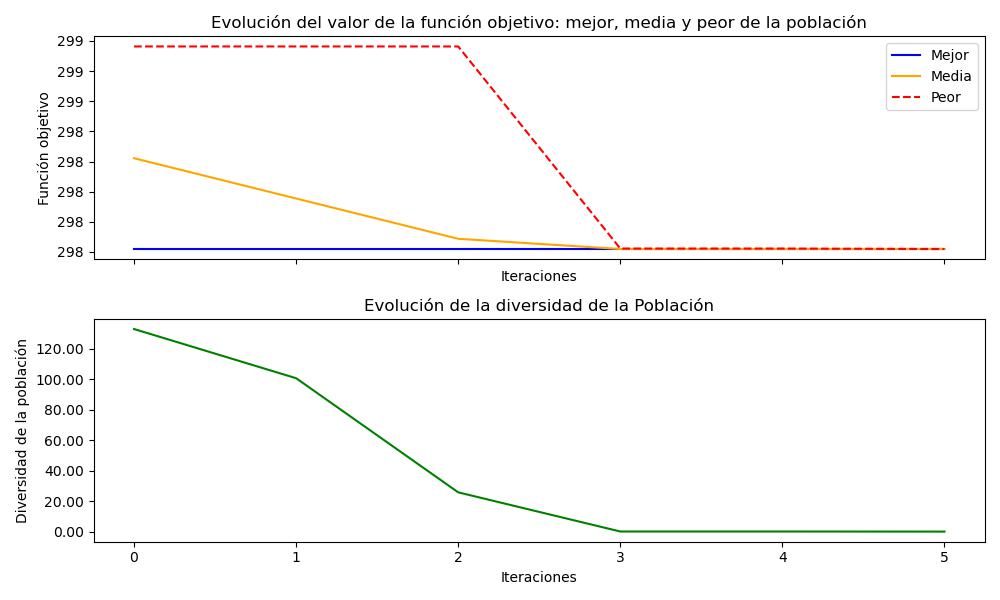 Evolución del valor de la función objetivo: mejor, media y peor de la población
299
299
299
298
298
298
298
298
Función objetivo
Mejor
Media
Peor
Iteraciones
Evolución de la diversidad de la Población
120.00
100.00
80.00
60.00
40.00
20.00
0.00
Diversidad de la población
0 1 2 3 4 5
Iteraciones